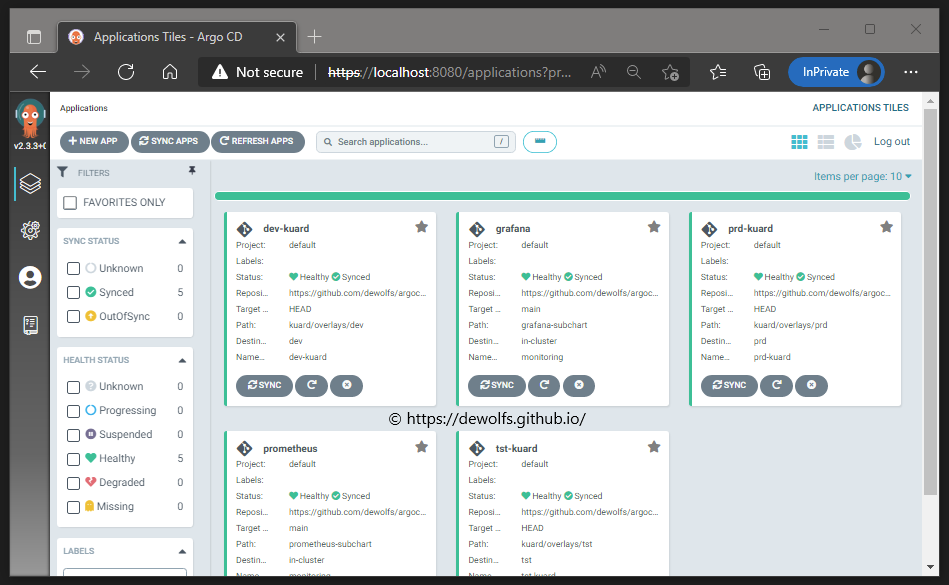 Applications Tiles - Argo CD
Not secure https://localhost:8080/applications?pr... InPrivate
v2.3.3+
Applications APPLICATIONS TILES
NEW APP SYNC APPS REFRESH APPS Search applications... / Log out
FILTERS
Items per page: 10
FAVORITES ONLY
SYNC STATUS
Unknown 0
Synced 5
OutOfSync 0
HEALTH STATUS
Unknown 0
Progressing 0
Suspended 0
Healthy 5
Degraded 0
Missing 0
LABELS
dev-kuard
Project: default
Labels:
Status: Healthy Synced
Reposi... https://github.com/dewolfs/argoc...
Target ... HEAD
Path: kuard/overlays/dev
Destin... dev
Name... dev-kuard
SYNC
grafana
Project: default
Labels:
Status: Healthy Synced
Reposi... https://github.com/dewolfs/argoc...
Target ... main
Path: grafana-subchart
Destin... in-cluster
Name... monitoring
SYNC
prd-kuard
Project: default
Labels:
Status: Healthy Synced
Reposi... https://github.com/dewolfs/argoc...
Target ... HEAD
Path: kuard/overlays/prd
Destin... prd
Name... prd-kuard
SYNC
© https://dewolfs.github.io/
prometheus
Project: default
Labels:
Status: Healthy Synced
Reposi... https://github.com/dewolfs/argoc...
Target ... main
Path: prometheus-subchart
Destin... in-cluster
Name... monitoring
tst-kuard
Project: default
Labels:
Status: Healthy Synced
Reposi... https://github.com/dewolfs/argoc...
Target ... HEAD
Path: kuard/overlays/tst
Destin... tst
Name... tst-kuard